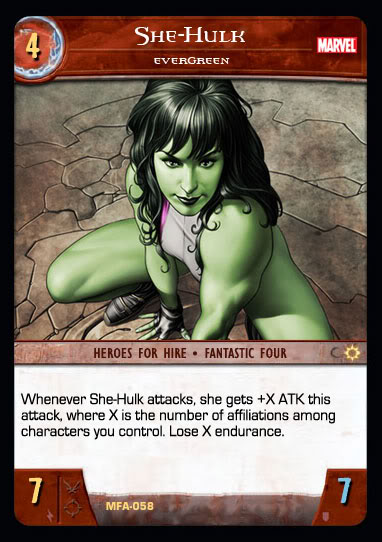 4
She-Hulk
MARVEL
EVERGREEN
HEROES FOR HIRE • FANTASTIC FOUR
C
Whenever She-Hulk attacks, she gets +X ATK this
attack, where X is the number of affiliations among
characters you control. Lose X endurance.
7
MFA-058
7